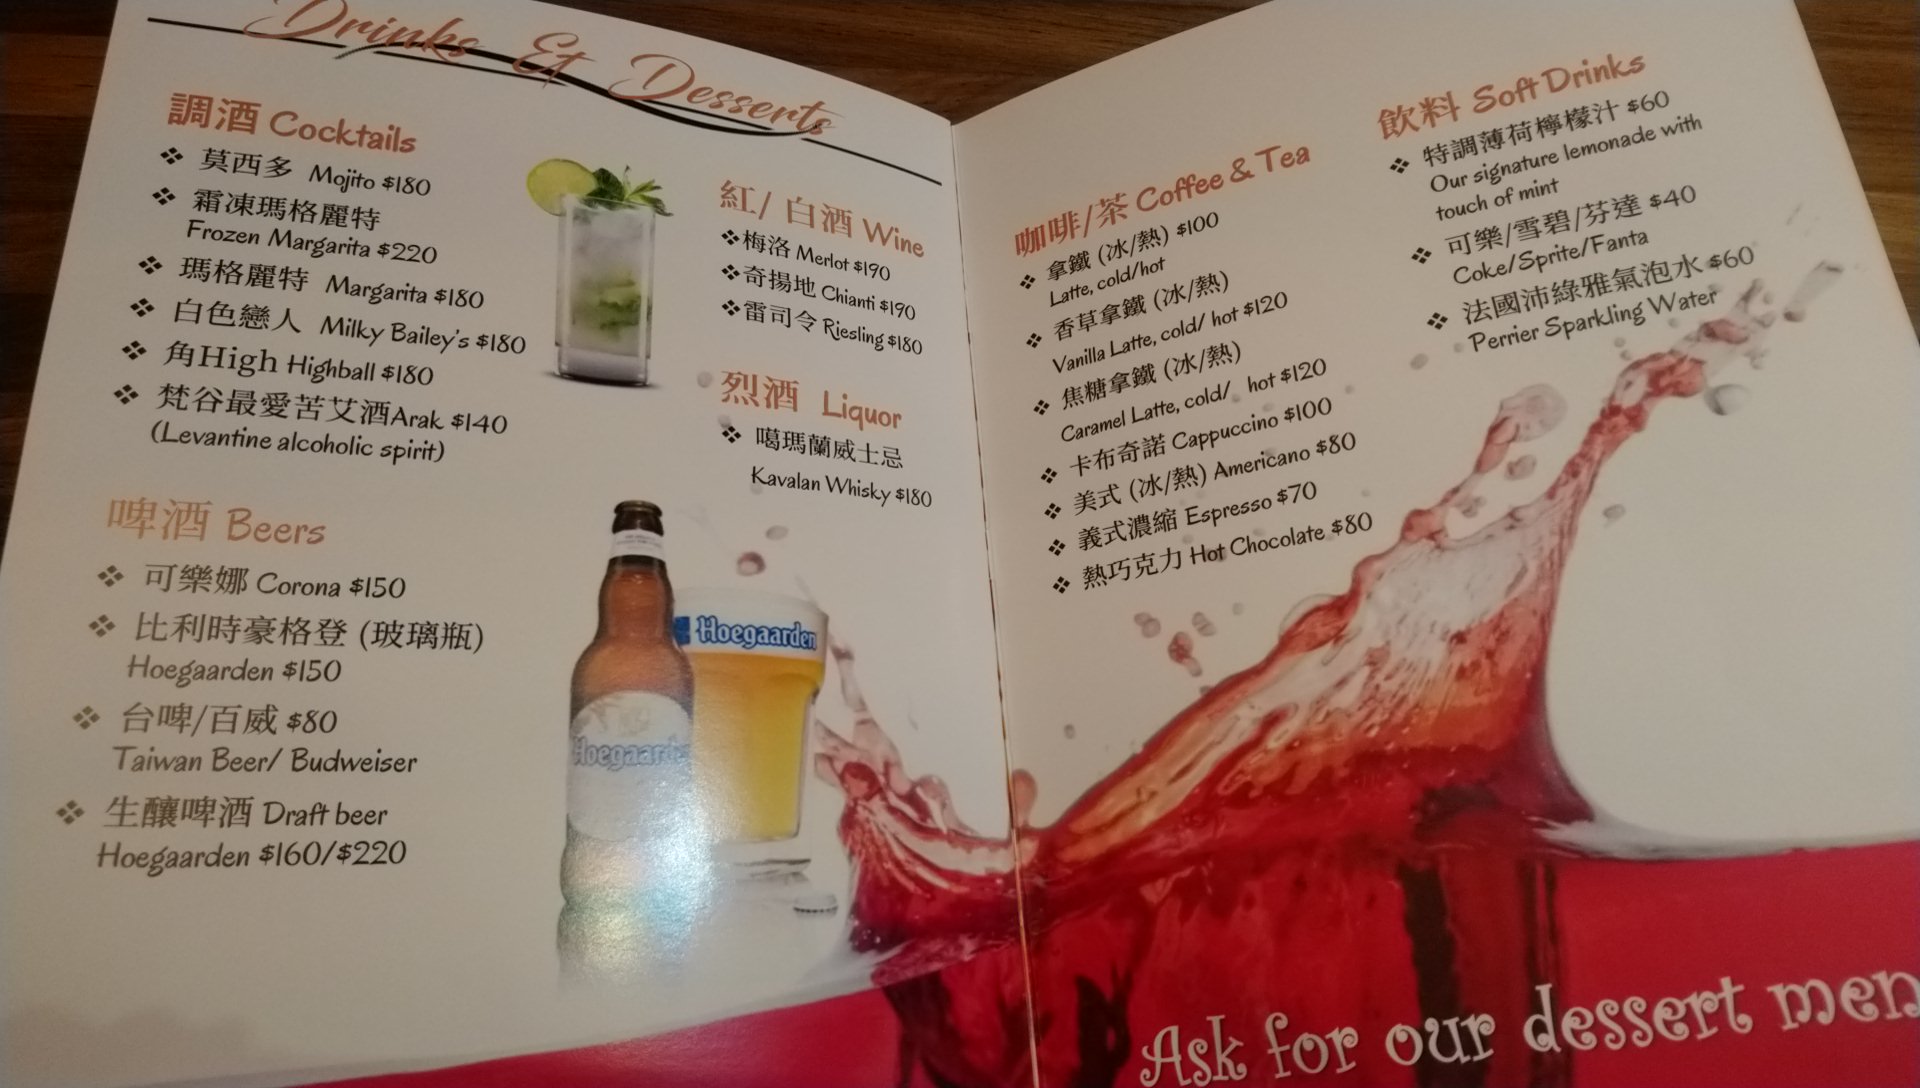 Drinks Et Desserts
調酒 Cocktails
莫西多 Mojito $180
霜凍瑪格麗特
Frozen Margarita $220
瑪格麗特 Margarita $180
白色戀人 Milky Bailey's $180
角High Highball $180
梵谷最愛苦艾酒Arak $140
(Levantine alcoholic spirit)
啤酒 Beers
可樂娜 Corona $150
比利時豪格登 (玻璃瓶)
Hoegaarden $150
台啤/百威 $80
Taiwan Beer/ Budweiser
生釀啤酒 Draft beer
Hoegaarden $160/$220
紅/ 白酒 Wine
梅洛 Merlot $190
奇揚地 Chianti $190
雷司令 Riesling $180
烈酒 Liquor
噶瑪蘭威士忌
Kavalan Whisky $180
Hoegaarden
Hoegaarden
咖啡/茶 Coffee & Tea
拿鐵 (冰/熱) $100
Latte, cold/hot
香草拿鐵 (冰/熱)
Vanilla Latte, cold/ hot $120
焦糖拿鐵 (冰/熱)
Caramel Latte, cold/ hot $120
卡布奇諾 Cappuccino $100
美式 (冰/熱) Americano $80
義式濃縮 Espresso $70
熱巧克力 Hot Chocolate $80
飲料 Soft Drinks
特調薄荷檸檬汁 $60
Our signature lemonade with
touch of mint
可樂/雪碧/芬達 $40
Coke/Sprite/Fanta
法國沛綠雅氣泡水 $60
Perrier Sparkling Water
Ask for our dessert men